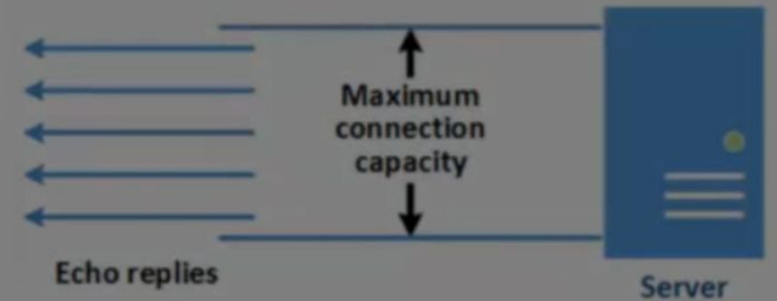 Maximum
connection
capacity
Echo replies
Server